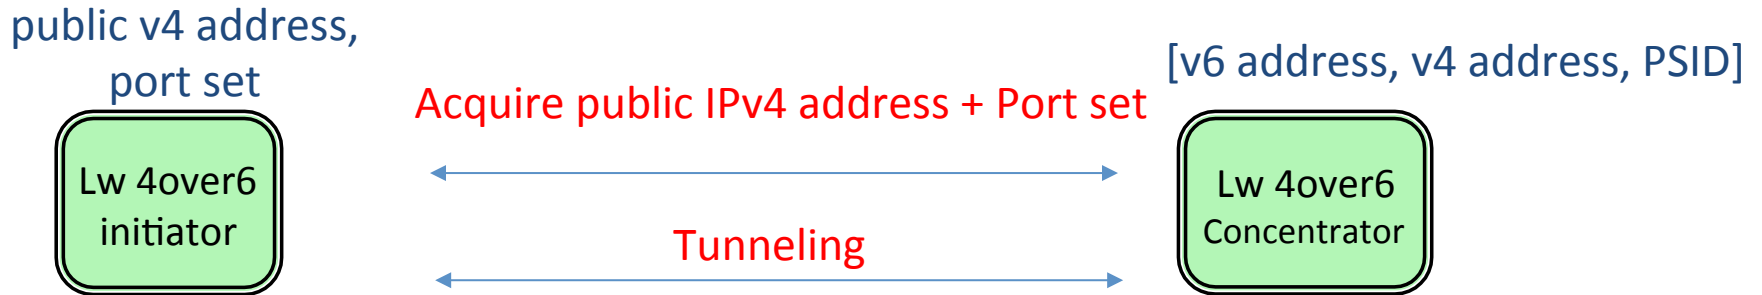 public v4 address,
port set
Lw 4over6
initiator
Acquire public IPv4 address + Port set
Tunneling
[v6 address, v4 address, PSID]
Lw 4over6
Concentrator